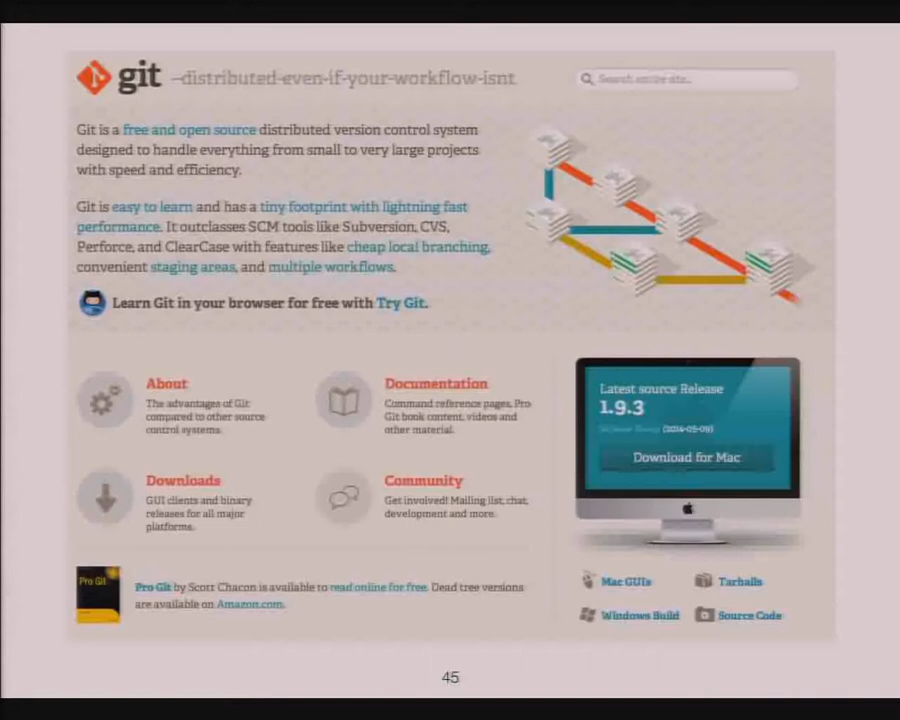 git --distributed-even-if-your-workflow-isnt
Search entire site...
Git is a free and open source distributed version control system
designed to handle everything from small to very large projects
with speed and efficiency.
Git is easy to learn and has a tiny footprint with lightning fast
performance. It outclasses SCM tools like Subversion, CVS,
Perforce, and ClearCase with features like cheap local branching,
convenient staging areas, and multiple workflows.
Learn Git in your browser for free with Try Git.
About
The advantages of Git
compared to other source
control systems.
Documentation
Command reference pages, Pro
Git book content, videos and
other material.
Downloads
GUI clients and binary
releases for all major
platforms.
Community
Get involved! Mailing list, chat,
development and more.
Latest source Release
1.9.3
(2014-05-09)
Download for Mac
Pro Git
Pro Git by Scott Chacon is available to read online for free. Dead tree versions
are available on Amazon.com.
Mac GUIs
Tarballs
Windows Build
Source Code
45